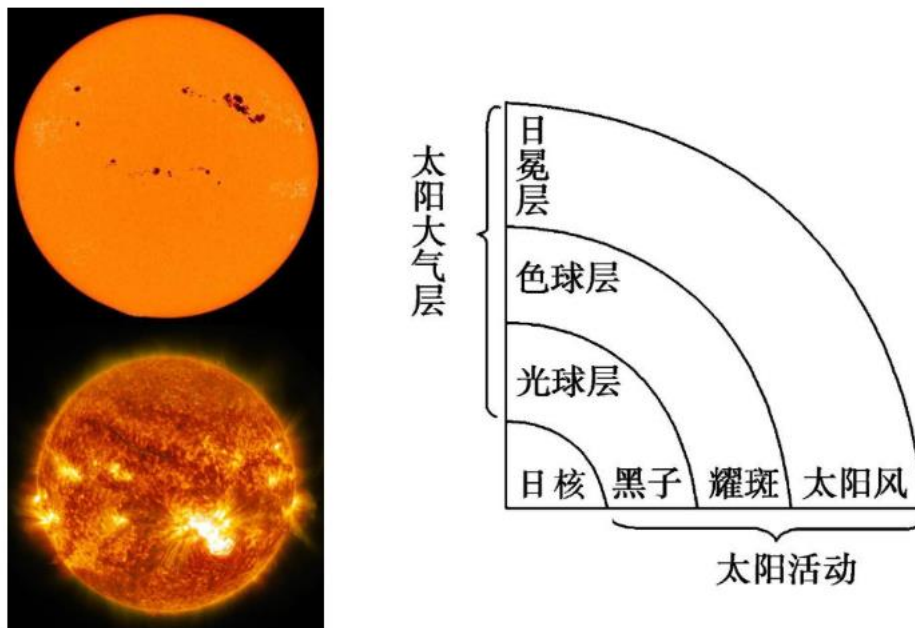 太阳大气层
日冕层
色球层
光球层
日核 黑子 耀斑 太阳风
太阳活动